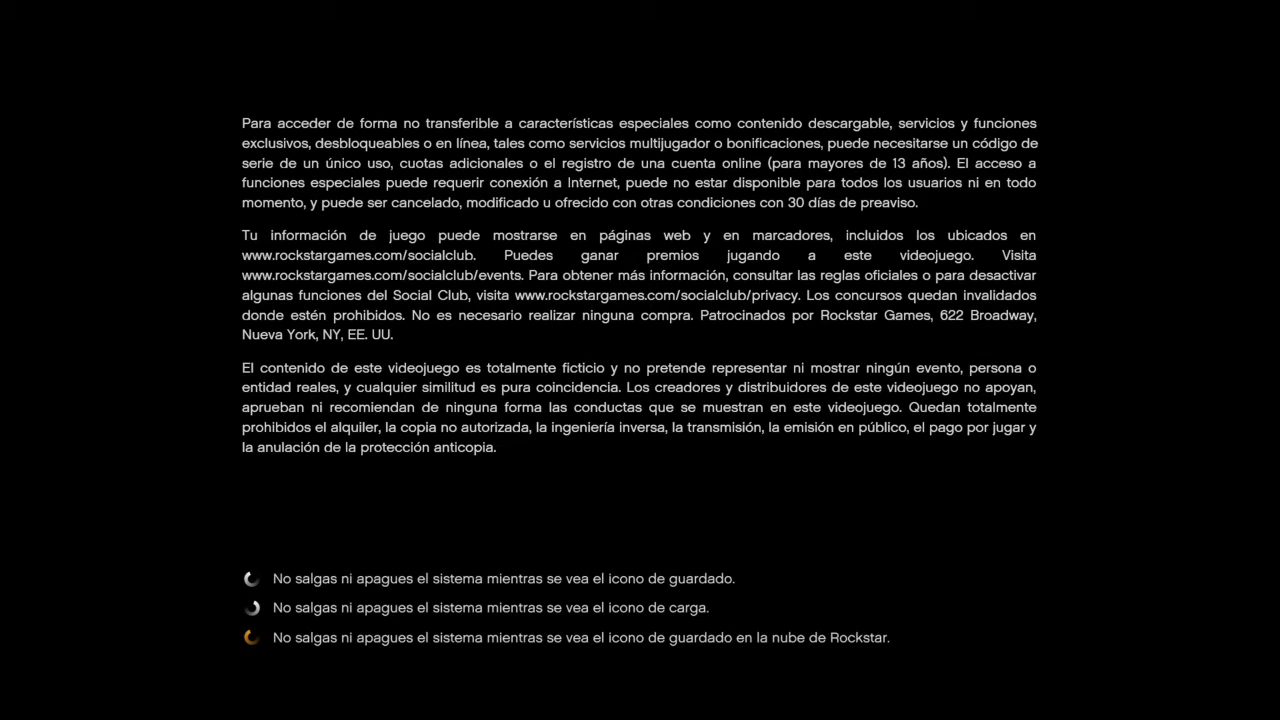 Para acceder de forma no transferible a características especiales como contenido descargable, servicios y funciones
exclusivos, desbloqueables o en línea, tales como servicios multijugador o bonificaciones, puede necesitarse un código de
serie de un único uso, cuotas adicionales o el registro de una cuenta online (para mayores de 13 años). El acceso a
funciones especiales puede requerir conexión a Internet, puede no estar disponible para todos los usuarios ni en todo
momento, y puede ser cancelado, modificado u ofrecido con otras condiciones con 30 días de preaviso.
Tu información de juego puede mostrarse en páginas web y en marcadores, incluidos los ubicados en
www.rockstargames.com/socialclub. Puedes ganar premios jugando a este videojuego. Visita
www.rockstargames.com/socialclub/events. Para obtener más información, consultar las reglas oficiales o para desactivar
algunas funciones del Social Club, visita www.rockstargames.com/socialclub/privacy. Los concursos quedan invalidados
donde estén prohibidos. No es necesario realizar ninguna compra. Patrocinados por Rockstar Games, 622 Broadway,
Nueva York, NY, EE. UU.
El contenido de este videojuego es totalmente ficticio y no pretende representar ni mostrar ningún evento, persona o
entidad reales, y cualquier similitud es pura coincidencia. Los creadores y distribuidores de este videojuego no apoyan,
aprueban ni recomiendan de ninguna forma las conductas que se muestran en este videojuego. Quedan totalmente
prohibidos el alquiler, la copia no autorizada, la ingeniería inversa, la transmisión, la emisión en público, el pago por jugar y
la anulación de la protección anticopia.
No salgas ni apagues el sistema mientras se vea el icono de guardado.
No salgas ni apagues el sistema mientras se vea el icono de carga.
No salgas ni apagues el sistema mientras se vea el icono de guardado en la nube de Rockstar.